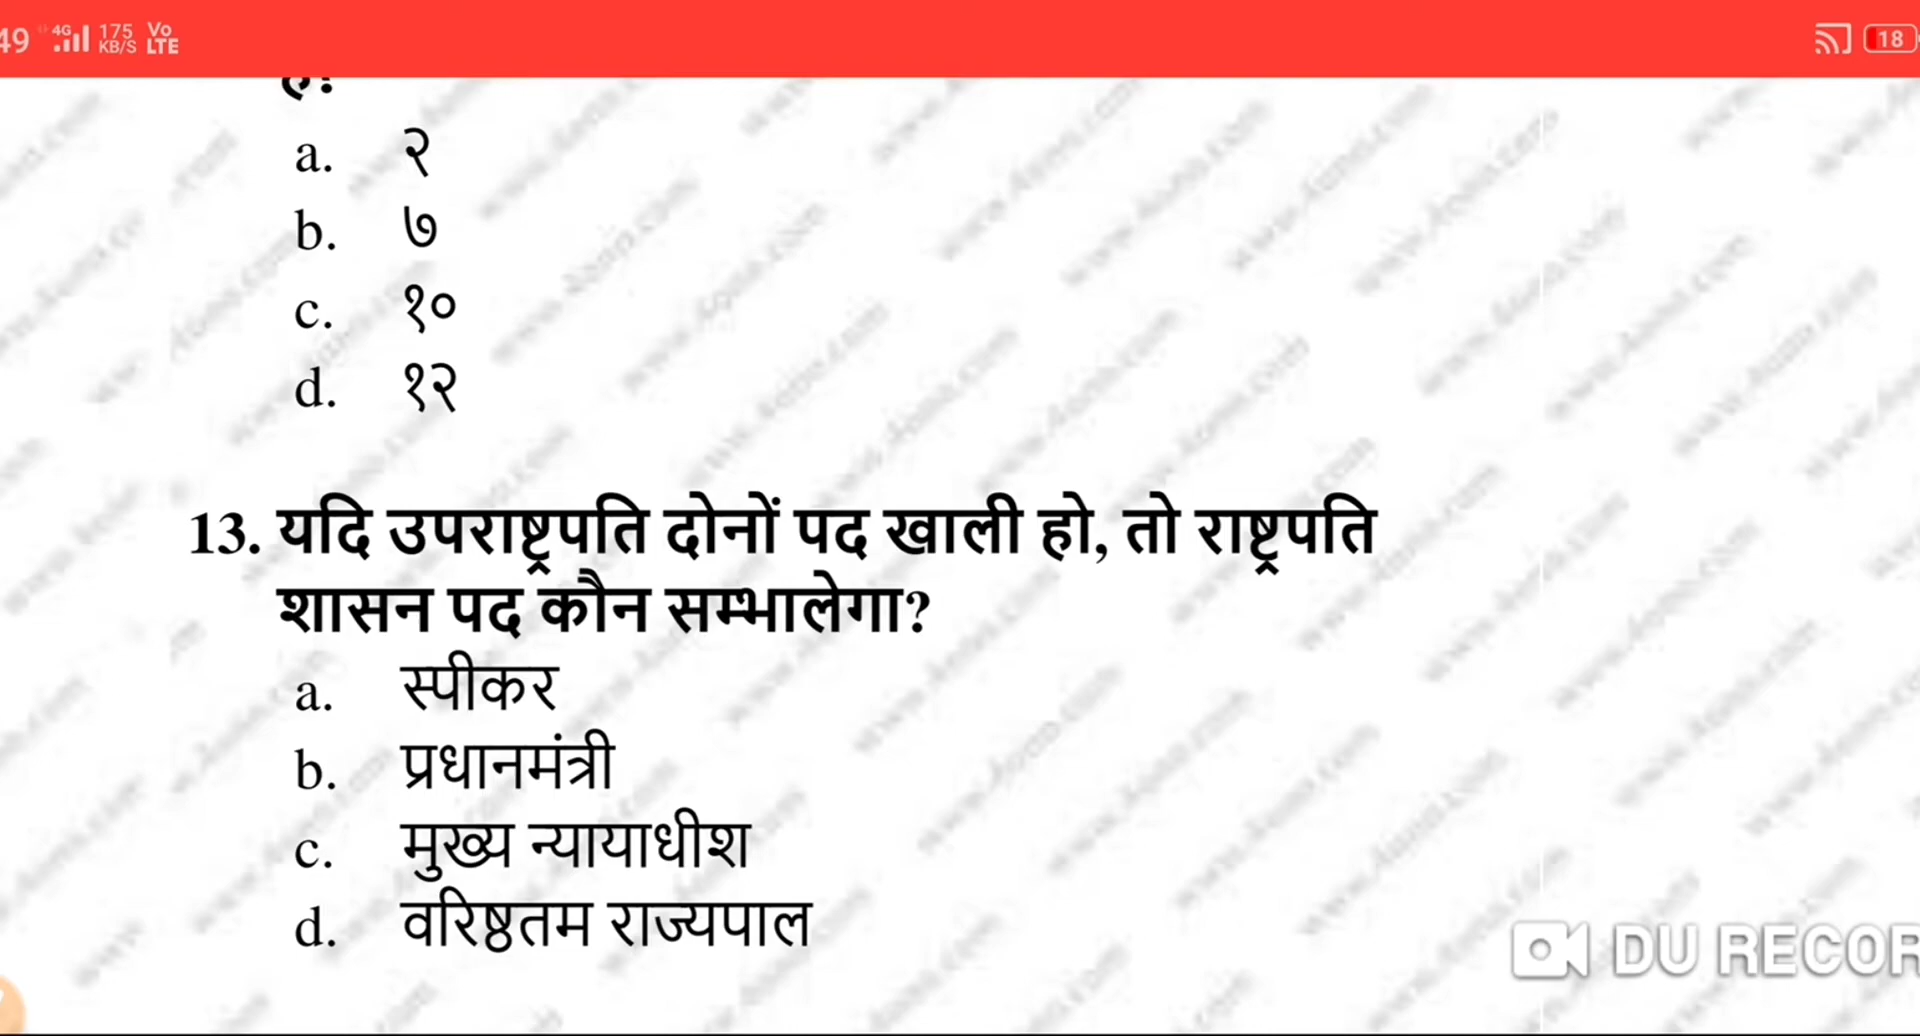 49 4G 175 KB/S Vo LTE 18
a. २
b. ७
c. १०
d. १२
13. यदि उपराष्ट्रपति दोनों पद खाली हो, तो राष्ट्रपति
शासन पद कौन सम्भालेगा?
a. स्पीकर
b. प्रधानमंत्री
c. मुख्य न्यायाधीश
d. वरिष्ठतम राज्यपाल
DU RECOR